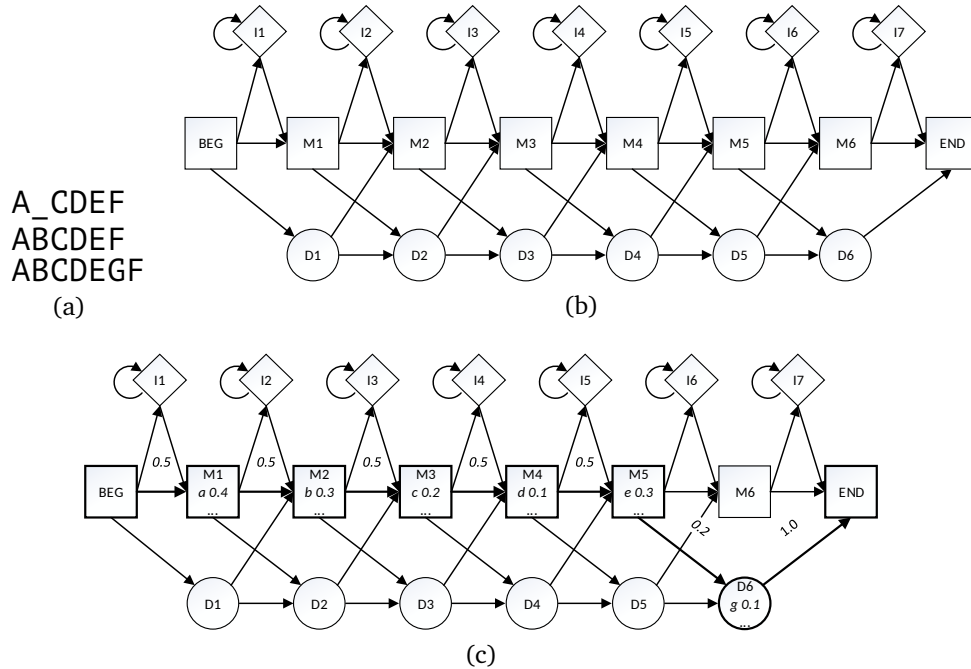 I1 I2 I3 I4 I5 I6 I7
BEG M1 M2 M3 M4 M5 M6 END
D1 D2 D3 D4 D5 D6
A_CDEF
ABCDEF
ABCDEGF
(a)
(b)
I1 I2 I3 I4 I5 I6 I7
0.5 0.5 0.5 0.5 0.5
BEG M1 M2 M3 M4 M5 M6 END
a 0.4 b 0.3 c 0.2 d 0.1 e 0.3
... ... ... ... ...
0.2 1.0
D1 D2 D3 D4 D5 D6
g 0.1
...
(c)